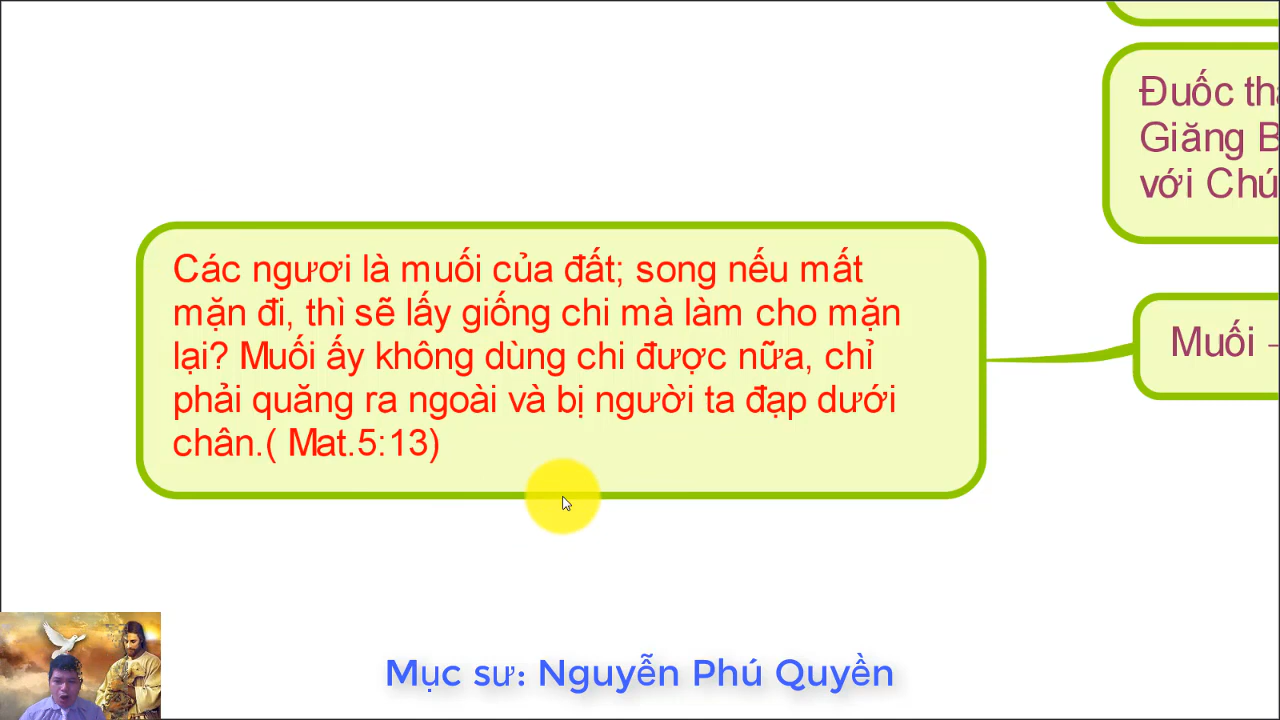 Đuốc
Giăng
với
Các ngươi là muối của đất; song nếu mất
mặn đi, thì sẽ lấy giống chi mà làm cho mặn
lại? Muối ấy không dùng chi được nữa, chỉ
phải quăng ra ngoài và bị người ta đạp dưới
chân.( Mat.5:13)
Muối -
Mục sư: Nguyễn Phú Quyền